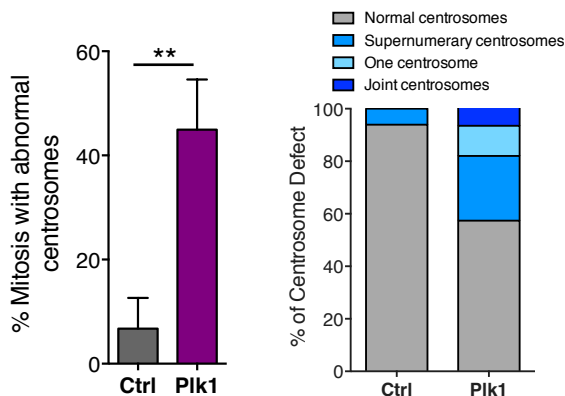 % Mitosis with abnormal
centrosomes
60
40
20
0
**
Ctrl
Plk1
Normal centrosomes
Supernumerary centrosomes
One centrosome
Joint centrosomes
% of Centrosome Defect
100
80
60
40
20
0
Ctrl
Plk1